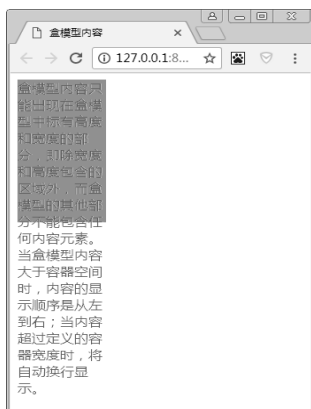 盒模型内容
127.0.0.1:8...
盒模型内容只
能出现在盒模
型中标有高度
和宽度的部
分，即除宽度
和高度包含的
区域外，而盒
模型的其他部
分不能包含任
何内容元素。
当盒模型内容
大于容器空间
时，内容的显
示顺序是从左
到右；当内容
超过定义的容
器宽度时，将
自动换行显
示。